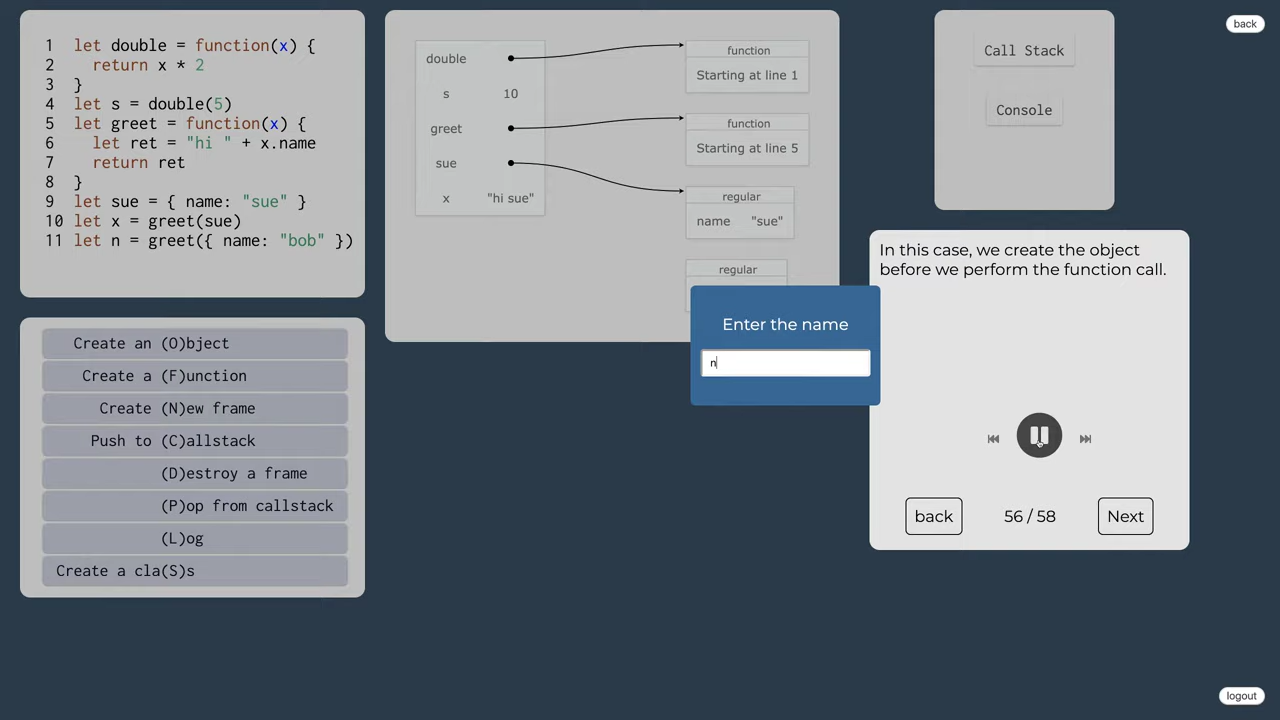 1 let double = function(x) {
2 return x * 2
3 }
4 let s = double(5)
5 let greet = function(x) {
6 let ret = "hi " + x.name
7 return ret
8 }
9 let sue = { name: "sue" }
10 let x = greet(sue)
11 let n = greet({ name: "bob" })
Create an (O)bject
Create a (F)unction
Create (N)ew frame
Push to (C)allstack
(D)estroy a frame
(P)op from callstack
(L)og
Create a cla(S)s
double
s 10
greet
sue
x "hi sue"
function
Starting at line 1
function
Starting at line 5
regular
name "sue"
regular
Enter the name
n
Call Stack
Console
back
In this case, we create the object
before we perform the function call.
back 56 / 58 Next
logout